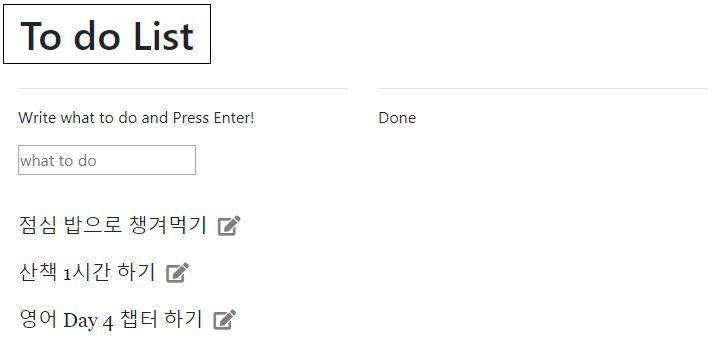 To do List
Write what to do and Press Enter!
what to do
점심 밥으로 챙겨먹기
산책 1시간 하기
영어 Day 4 챕터 하기
Done